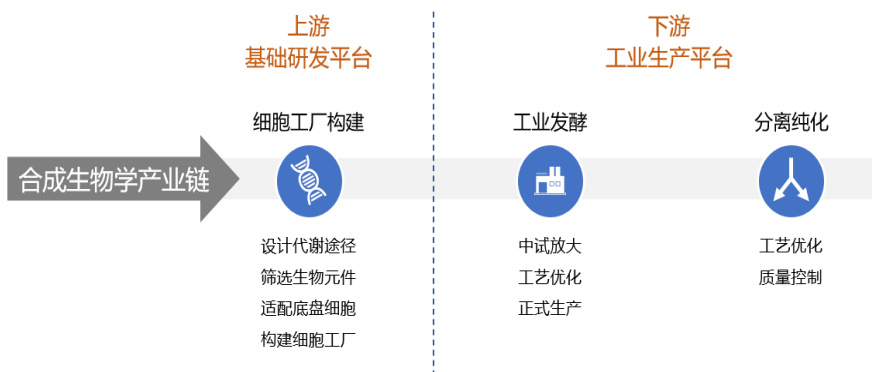 上游
基础研发平台
下游
工业生产平台
合成生物学产业链
细胞工厂构建
设计代谢途径
筛选生物元件
适配底盘细胞
构建细胞工厂
工业发酵
中试放大
工艺优化
正式生产
分离纯化
工艺优化
质量控制